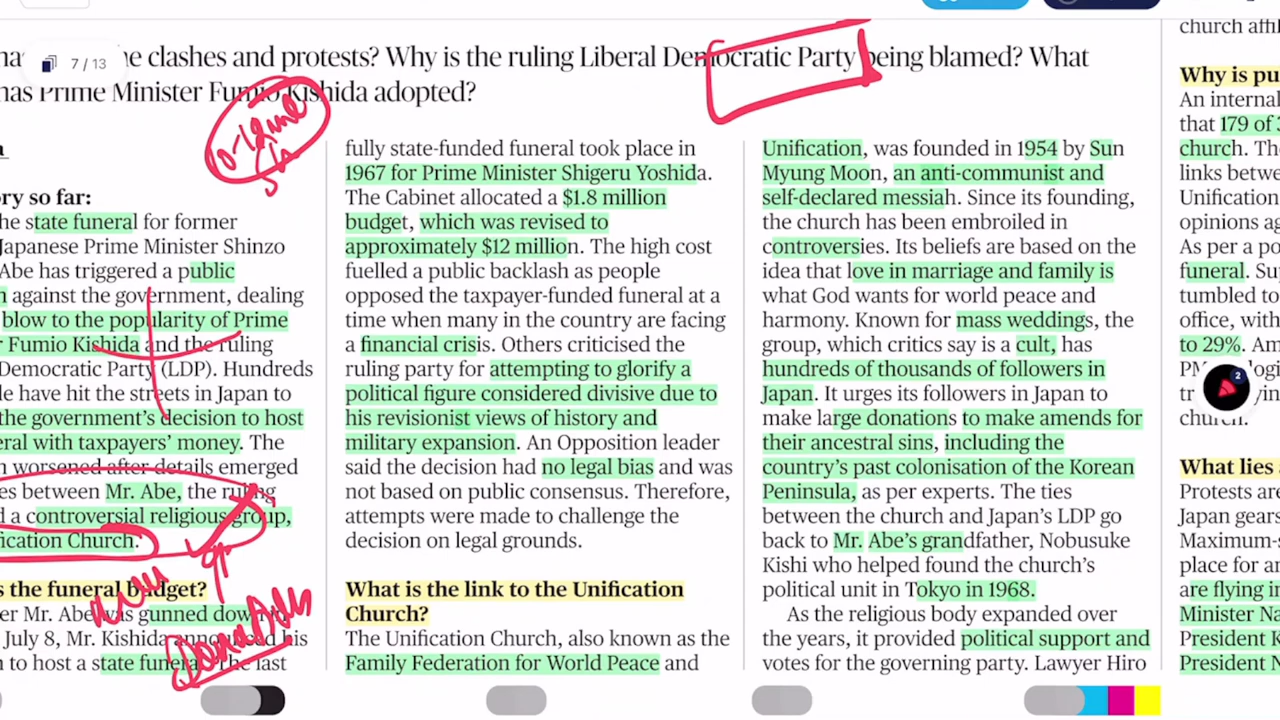 7 / 13
clashes and protests? Why is the ruling Liberal Democratic Party being blamed? What
has Prime Minister Fumio Kishida adopted?
ory so far:
he state funeral for former
Japanese Prime Minister Shinzo
Abe has triggered a public
against the government, dealing
blow to the popularity of Prime
Fumio Kishida and the ruling
Democratic Party (LDP). Hundreds
le have hit the streets in Japan to
the government’s decision to host
eral with taxpayers’ money. The
worsened after details emerged
es between Mr. Abe, the ruling
d a controversial religious group,
fication Church.
s the funeral budget?
er Mr. Abe was gunned down
July 8, Mr. Kishida announced his
n to host a state funeral. The last
Donation
fully state-funded funeral took place in
1967 for Prime Minister Shigeru Yoshida.
The Cabinet allocated a $1.8 million
budget, which was revised to
approximately $12 million. The high cost
fuelled a public backlash as people
opposed the taxpayer-funded funeral at a
time when many in the country are facing
a financial crisis. Others criticised the
ruling party for attempting to glorify a
political figure considered divisive due to
his revisionist views of history and
military expansion. An Opposition leader
said the decision had no legal bias and was
not based on public consensus. Therefore,
attempts were made to challenge the
decision on legal grounds.
What is the link to the Unification
Church?
The Unification Church, also known as the
Family Federation for World Peace and
Unification, was founded in 1954 by Sun
Myung Moon, an anti-communist and
self-declared messiah. Since its founding,
the church has been embroiled in
controversies. Its beliefs are based on the
idea that love in marriage and family is
what God wants for world peace and
harmony. Known for mass weddings, the
group, which critics say is a cult, has
hundreds of thousands of followers in
Japan. It urges its followers in Japan to
make large donations to make amends for
their ancestral sins, including the
country’s past colonisation of the Korean
Peninsula, as per experts. The ties
between the church and Japan’s LDP go
back to Mr. Abe’s grandfather, Nobusuke
Kishi who helped found the church’s
political unit in Tokyo in 1968.
As the religious body expanded over
the years, it provided political support and
votes for the governing party. Lawyer Hiro
church affil
Why is pu
An interna
that 179 of 3
church. The
links betwe
Unification
opinions ag
As per a po
funeral. Su
tumbled to
office, with
to 29%. Am
2
church.
What lies
Protests are
Japan gears
Maximum-s
place for a
are flying in
Minister Na
President K
President N